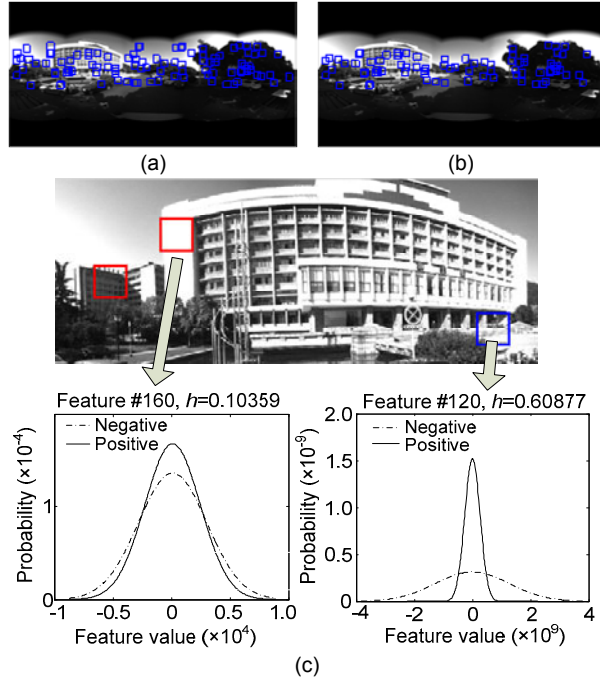 (a)
(b)
Feature #160, h=0.10359
Negative
Positive
Probability (×10⁻⁴)
1
0
-1.0
-0.5
0
0.5
1.0
Feature value (×10⁴)
Feature #120, h=0.60877
Negative
Positive
Probability (×10⁻⁹)
2.0
1.5
1.0
0.5
0
-4
-2
0
2
4
Feature value (×10⁹)
(c)